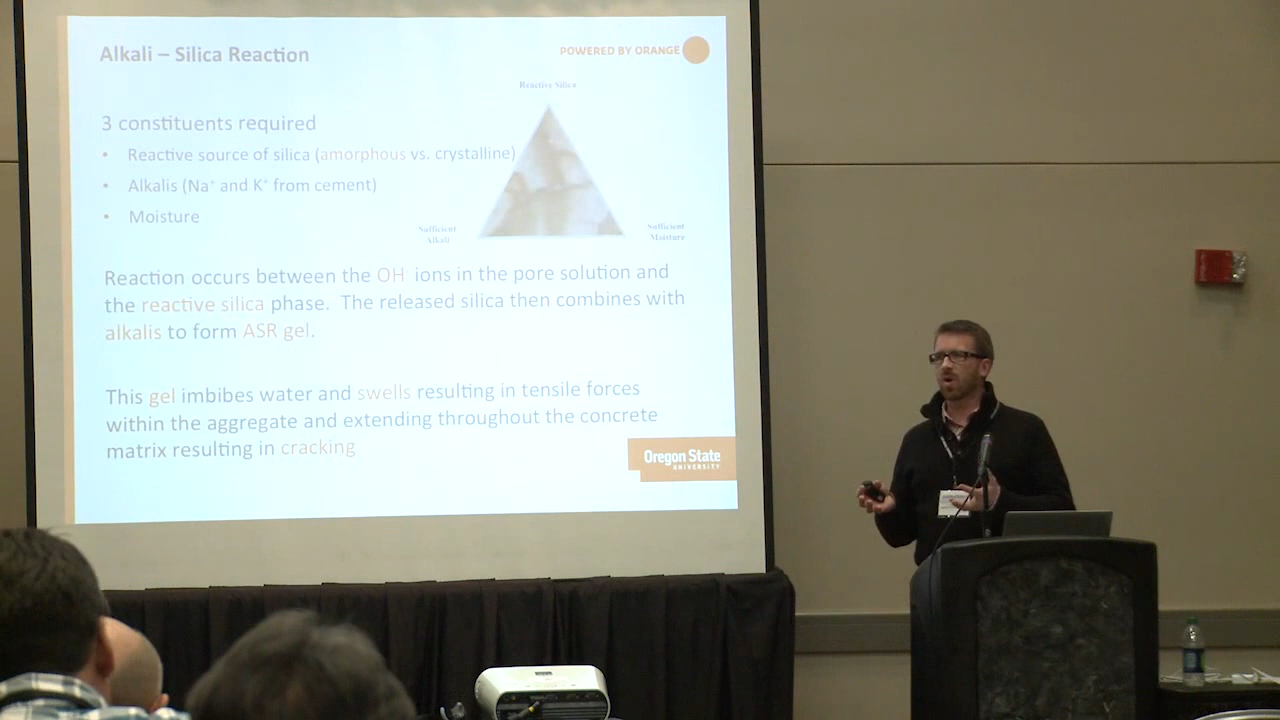 Alkali – Silica Reaction
POWERED BY ORANGE
Reactive Silica
3 constituents required
• Reactive source of silica (amorphous vs. crystalline)
• Alkalis (Na⁺ and K⁺ from cement)
• Moisture
Sufficient
Alkali
Sufficient
Moisture
Reaction occurs between the OH ions in the pore solution and
the reactive silica phase. The released silica then combines with
alkalis to form ASR gel.
This gel imbibes water and swells resulting in tensile forces
within the aggregate and extending throughout the concrete
matrix resulting in cracking
Oregon State
UNIVERSITY